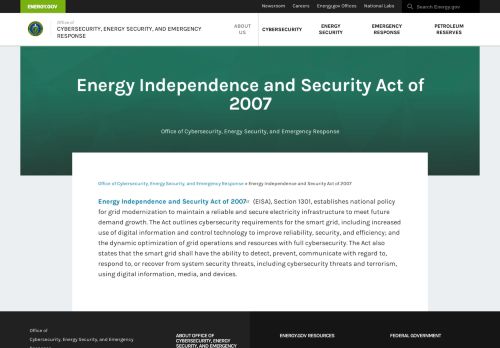 ENERGY.GOV
Newsroom Careers Energy.gov Offices National Labs Search Energy.gov
Office of
CYBERSECURITY, ENERGY SECURITY, AND EMERGENCY
RESPONSE
ABOUT
US
CYBERSECURITY
ENERGY
SECURITY
EMERGENCY
RESPONSE
PETROLEUM
RESERVES
Energy Independence and Security Act of
2007
Office of Cybersecurity, Energy Security, and Emergency Response
Office of Cybersecurity, Energy Security, and Emergency Response » Energy Independence and Security Act of 2007
Energy Independence and Security Act of 2007 (EISA), Section 1301, establishes national policy
for grid modernization to maintain a reliable and secure electricity infrastructure to meet future
demand growth. The Act outlines cybersecurity requirements for the smart grid, including increased
use of digital information and control technology to improve reliability, security, and efficiency; and
the dynamic optimization of grid operations and resources with full cybersecurity. The Act also
states that the smart grid shall have the ability to detect, prevent, communicate with regard to,
respond to, or recover from system security threats, including cybersecurity threats and terrorism,
using digital information, media, and devices.
Office of
Cybersecurity, Energy Security, and Emergency
Response
ABOUT OFFICE OF
CYBERSECURITY, ENERGY
SECURITY, AND EMERGENCY
ENERGY.GOV RESOURCES
FEDERAL GOVERNMENT